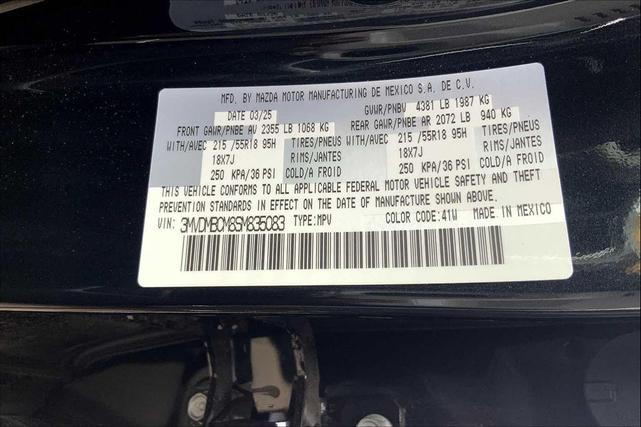 MFD. BY MAZDA MOTOR MANUFACTURING DE MEXICO S.A. DE C.V.
DATE 03/25 GVWR/PNBV 4381 LB 1987 KG
FRONT GAWR/PNBE AV 2355 LB 1068 KG REAR GAWR/PNBE AR 2072 LB 940 KG
WITH/AVEC 215 /55R18 95H TIRES/PNEUS WITH/AVEC 215 /55R18 95H TIRES/PNEUS
18X7J RIMS/JANTES 18X7J RIMS/JANTES
250 KPA/36 PSI COLD/A FROID 250 KPA/36 PSI COLD/A FROID
THIS VEHICLE CONFORMS TO ALL APPLICABLE FEDERAL MOTOR VEHICLE SAFETY AND THEFT
PREVENTION STANDARDS IN EFFECT ON THE DATE OF MANUFACTURE SHOWN ABOVE.
VIN: 3MVDMBCM8SM835083 TYPE:MPV COLOR CODE:41W MADE IN MEXICO